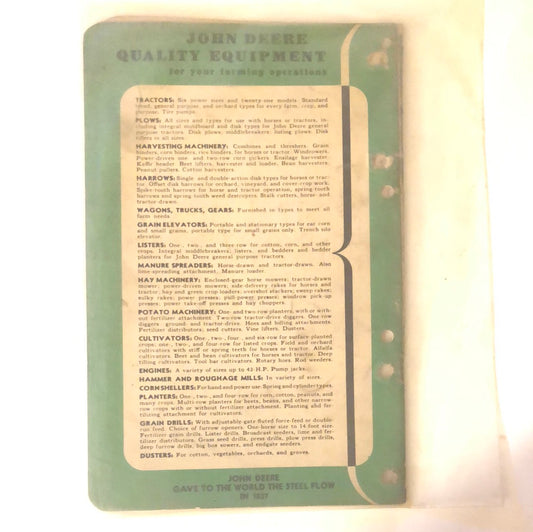 JOHN DEERE
QUALITY EQUIPMENT
for your farming operations
TRACTORS: Six power sizes and twenty-one models. Standard
tread, general purpose, and orchard types for every farm, crop, and
purpose. Tire pumps.
PLOWS: All sizes and types for use with horses or tractors, in-
cluding integral moldboard and disk types for John Deere general
purpose tractors. Disk plows; middlebreakers; listing plows. Disk
tillers in all sizes.
HARVESTING MACHINERY: Combines and threshers. Grain
binders, corn binders, rice binders, for horses or tractor. Windrowers.
Power-driven one- and two-row corn pickers. Ensilage harvester.
Kaffir header. Beet lifters, harvester and loader. Bean harvesters.
Peanut pullers. Cotton harvesters.
HARROWS: Single- and double-action disk types for horses or trac-
tor. Offset disk harrows for orchard, vineyard, and cover-crop work.
Spike-tooth harrows for horse and tractor operation, spring-tooth
harrows and spring-tooth weed destroyers. Stalk cutters, horse- and
tractor-drawn.
WAGONS, TRUCKS, GEARS: Furnished in types to meet all
farm needs.
GRAIN ELEVATORS: Portable and stationary types for ear corn
and small grains, portable type for small grains only. Trench silo
elevator.
LISTERS: One-, two-, and three-row for cotton, corn, and other
crops. Integral middlebreakers; listers, and bedders and bedder
planters for John Deere general purpose tractors.
MANURE SPREADERS: Horse-drawn and tractor-drawn. Also
lime-spreading attachment. Manure loader.
HAY MACHINERY: Enclosed-gear horse mowers; tractor-drawn
mower; power-driven mowers; side-delivery rakes for horses and
tractor; hay and green crop loaders; overshot stackers; sweep rakes;
sulky rakes; power presses; pull-power presses; windrow pick-up
presses; power take-off presses and hay choppers.
POTATO MACHINERY: One- and two-row planters, with or with-
out fertilizer attachment. Two-row tractor-drive diggers. One row
diggers ground- and tractor-drive. Hoes and hilling attachments.
Fertilizer distributors; seed cutters. Vine lifters. Dusters.
CULTIVATORS: One-, two-, four-, and six-row for surface-planted
crops; one-, two-, and four-row for listed crops. Field and orchard
cultivators with stiff or spring teeth for horses or tractor. Alfalfa
cultivators. Beet and bean cultivators for horses and tractor. Deep
tilling cultivators. Tool bar cultivators. Rotary hoes. Rod weeders.
ENGINES: A variety of sizes up to 45 H.P. Pump jacks.
HAMMER AND ROUGHAGE MILLS: In variety of sizes.
CORN SHELLERS: For hand and power use. Spring and cylinder types.
PLANTERS: One-, two-, and four-row for corn, cotton, peanuts, and
many crops. Multi-row planters for beets, beans, and other narrow-
row crops with or without fertilizer attachment. Planting and fer-
tilizing attachment for cultivators.
GRAIN DRILLS: With adjustable-gate fluted force-feed or double-
run feed. Choice of furrow openers. One-horse size to 14 foot size.
Fertilizer grain drills. Lister drills. Broadcast seeders, lime and fer-
tilizer distributors. Grass seed drills, press drills, plow press drills,
deep furrow drills, big box sowers, and endgate seeders.
DUSTERS: For cotton, vegetables, orchards, and groves.
JOHN DEERE
GAVE TO THE WORLD THE STEEL PLOW
IN 1837